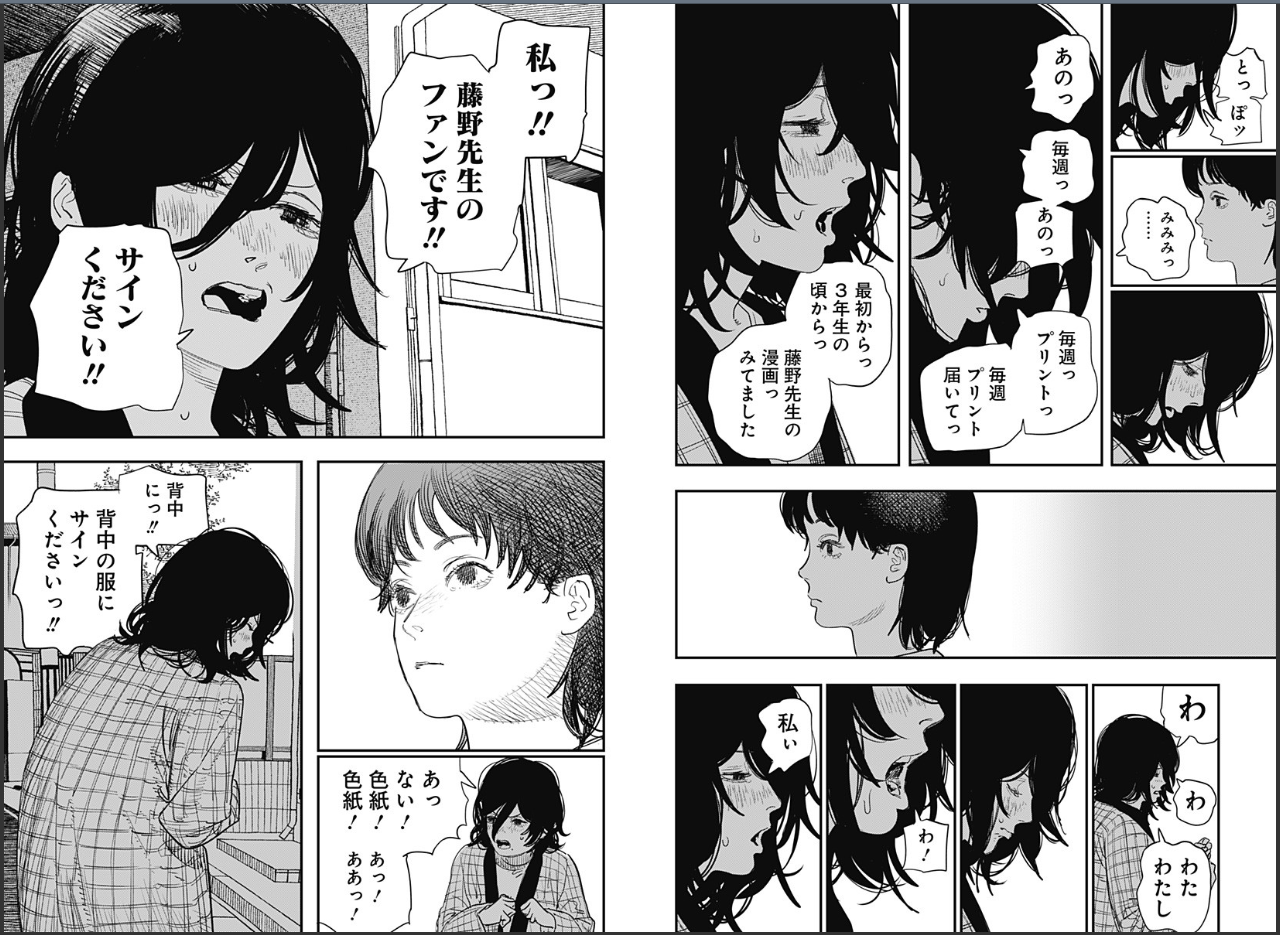 とっ
ぽッ
みみみっ
……
あのっ
毎週っ
あのっ
毎週っ
プリントっ
毎週
プリント
届いてっ
最初からっ
3年生の
頃からっ
藤野先生の
漫画っ
みてました
わ
わ
わた
わたし
わ!
私ぃ
私っ!!
藤野先生の
ファンです!!
サイン
ください!!
あっ
ない!
色紙! あっ!
色紙! ああっ!
背中
にっ!!
背中の服に
サイン
くださいっ!!